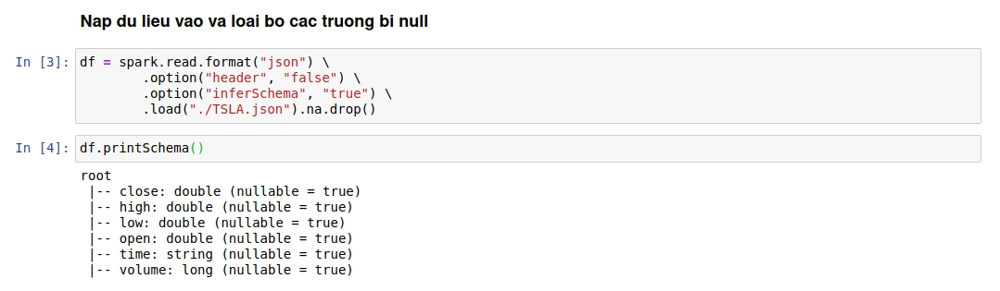 Nap du lieu vao va loai bo cac truong bi null
In [3]: df = spark.read.format("json") \
.option("header", "false") \
.option("inferSchema", "true") \
.load("./TSLA.json").na.drop()
In [4]: df.printSchema()
root
|-- close: double (nullable = true)
|-- high: double (nullable = true)
|-- low: double (nullable = true)
|-- open: double (nullable = true)
|-- time: string (nullable = true)
|-- volume: long (nullable = true)